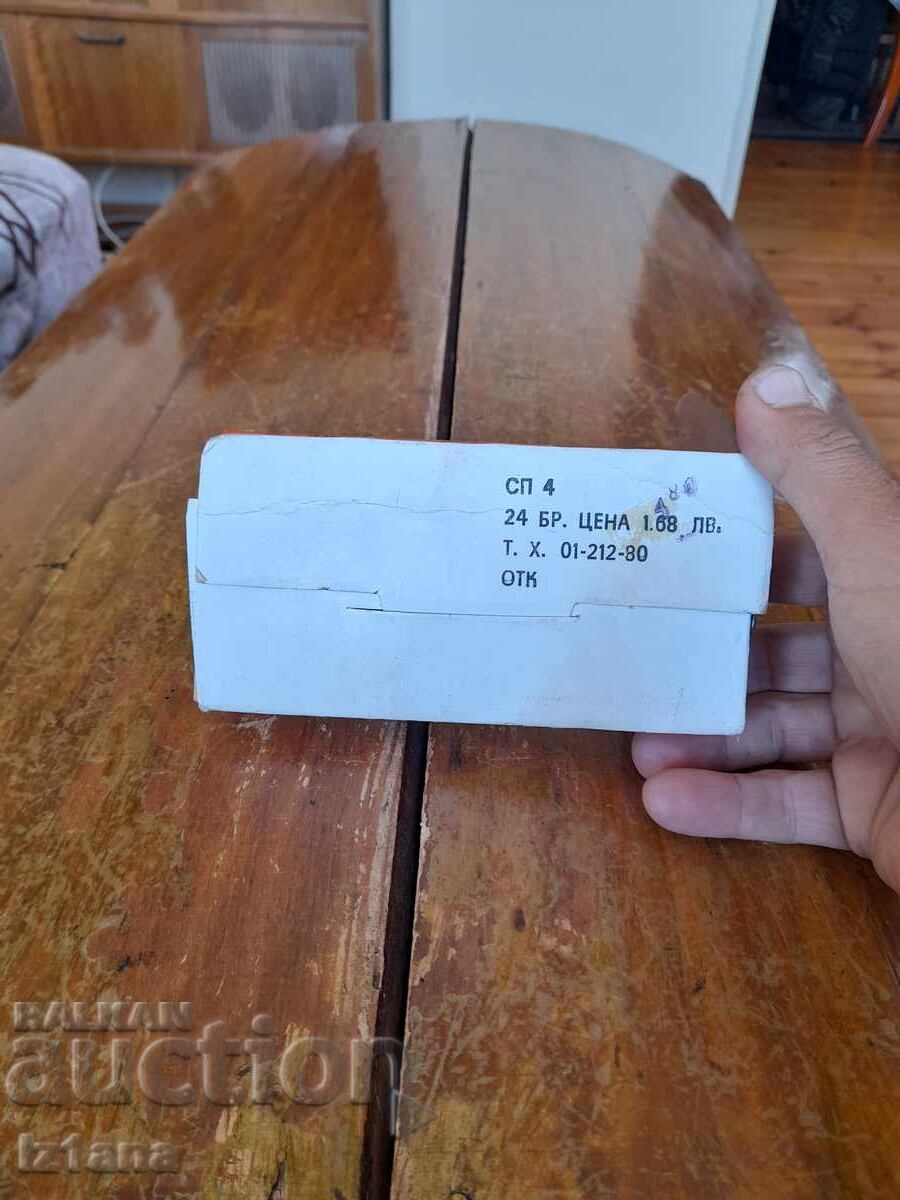 СП 4
24 БР. ЦЕНА 1.68 ЛВ.
Т. Х. 01-212-80
ОТК
BALKAN
auction
iz1ana